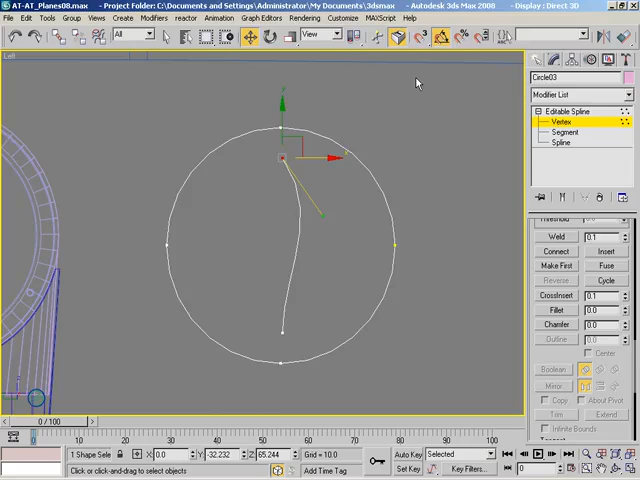 AT-AT_Planes08.max - Project Folder: C:\Documents and Settings\Administrator\My Documents\3dsmax - Autodesk 3ds Max 2008 - Display : Direct 3D
File Edit Tools Group Views Create Modifiers reactor Animation Graph Editors Rendering Customize MAXScript Help
All View
Left
y
x
Circle03
Modifier List
Editable Spline
Vertex
Segment
Spline
Threshold 0.0
Weld 0.1
Connect Insert
Make First Fuse
Reverse Cycle
CrossInsert 0.1
Fillet 0.0
Chamfer 0.0
Outline 0.0
Center
Boolean
Mirror
Copy About Pivot
Trim Extend
Infinite Bounds
0 / 100
0 10 20 30 40 50 60 70 80 90 100
1 Shape Sele X: 0.0 Y: -32.232 Z: 65.244 Grid = 10.0 Auto Key Selected
Click or click-and-drag to select objects Add Time Tag Set Key Key Filters... 0